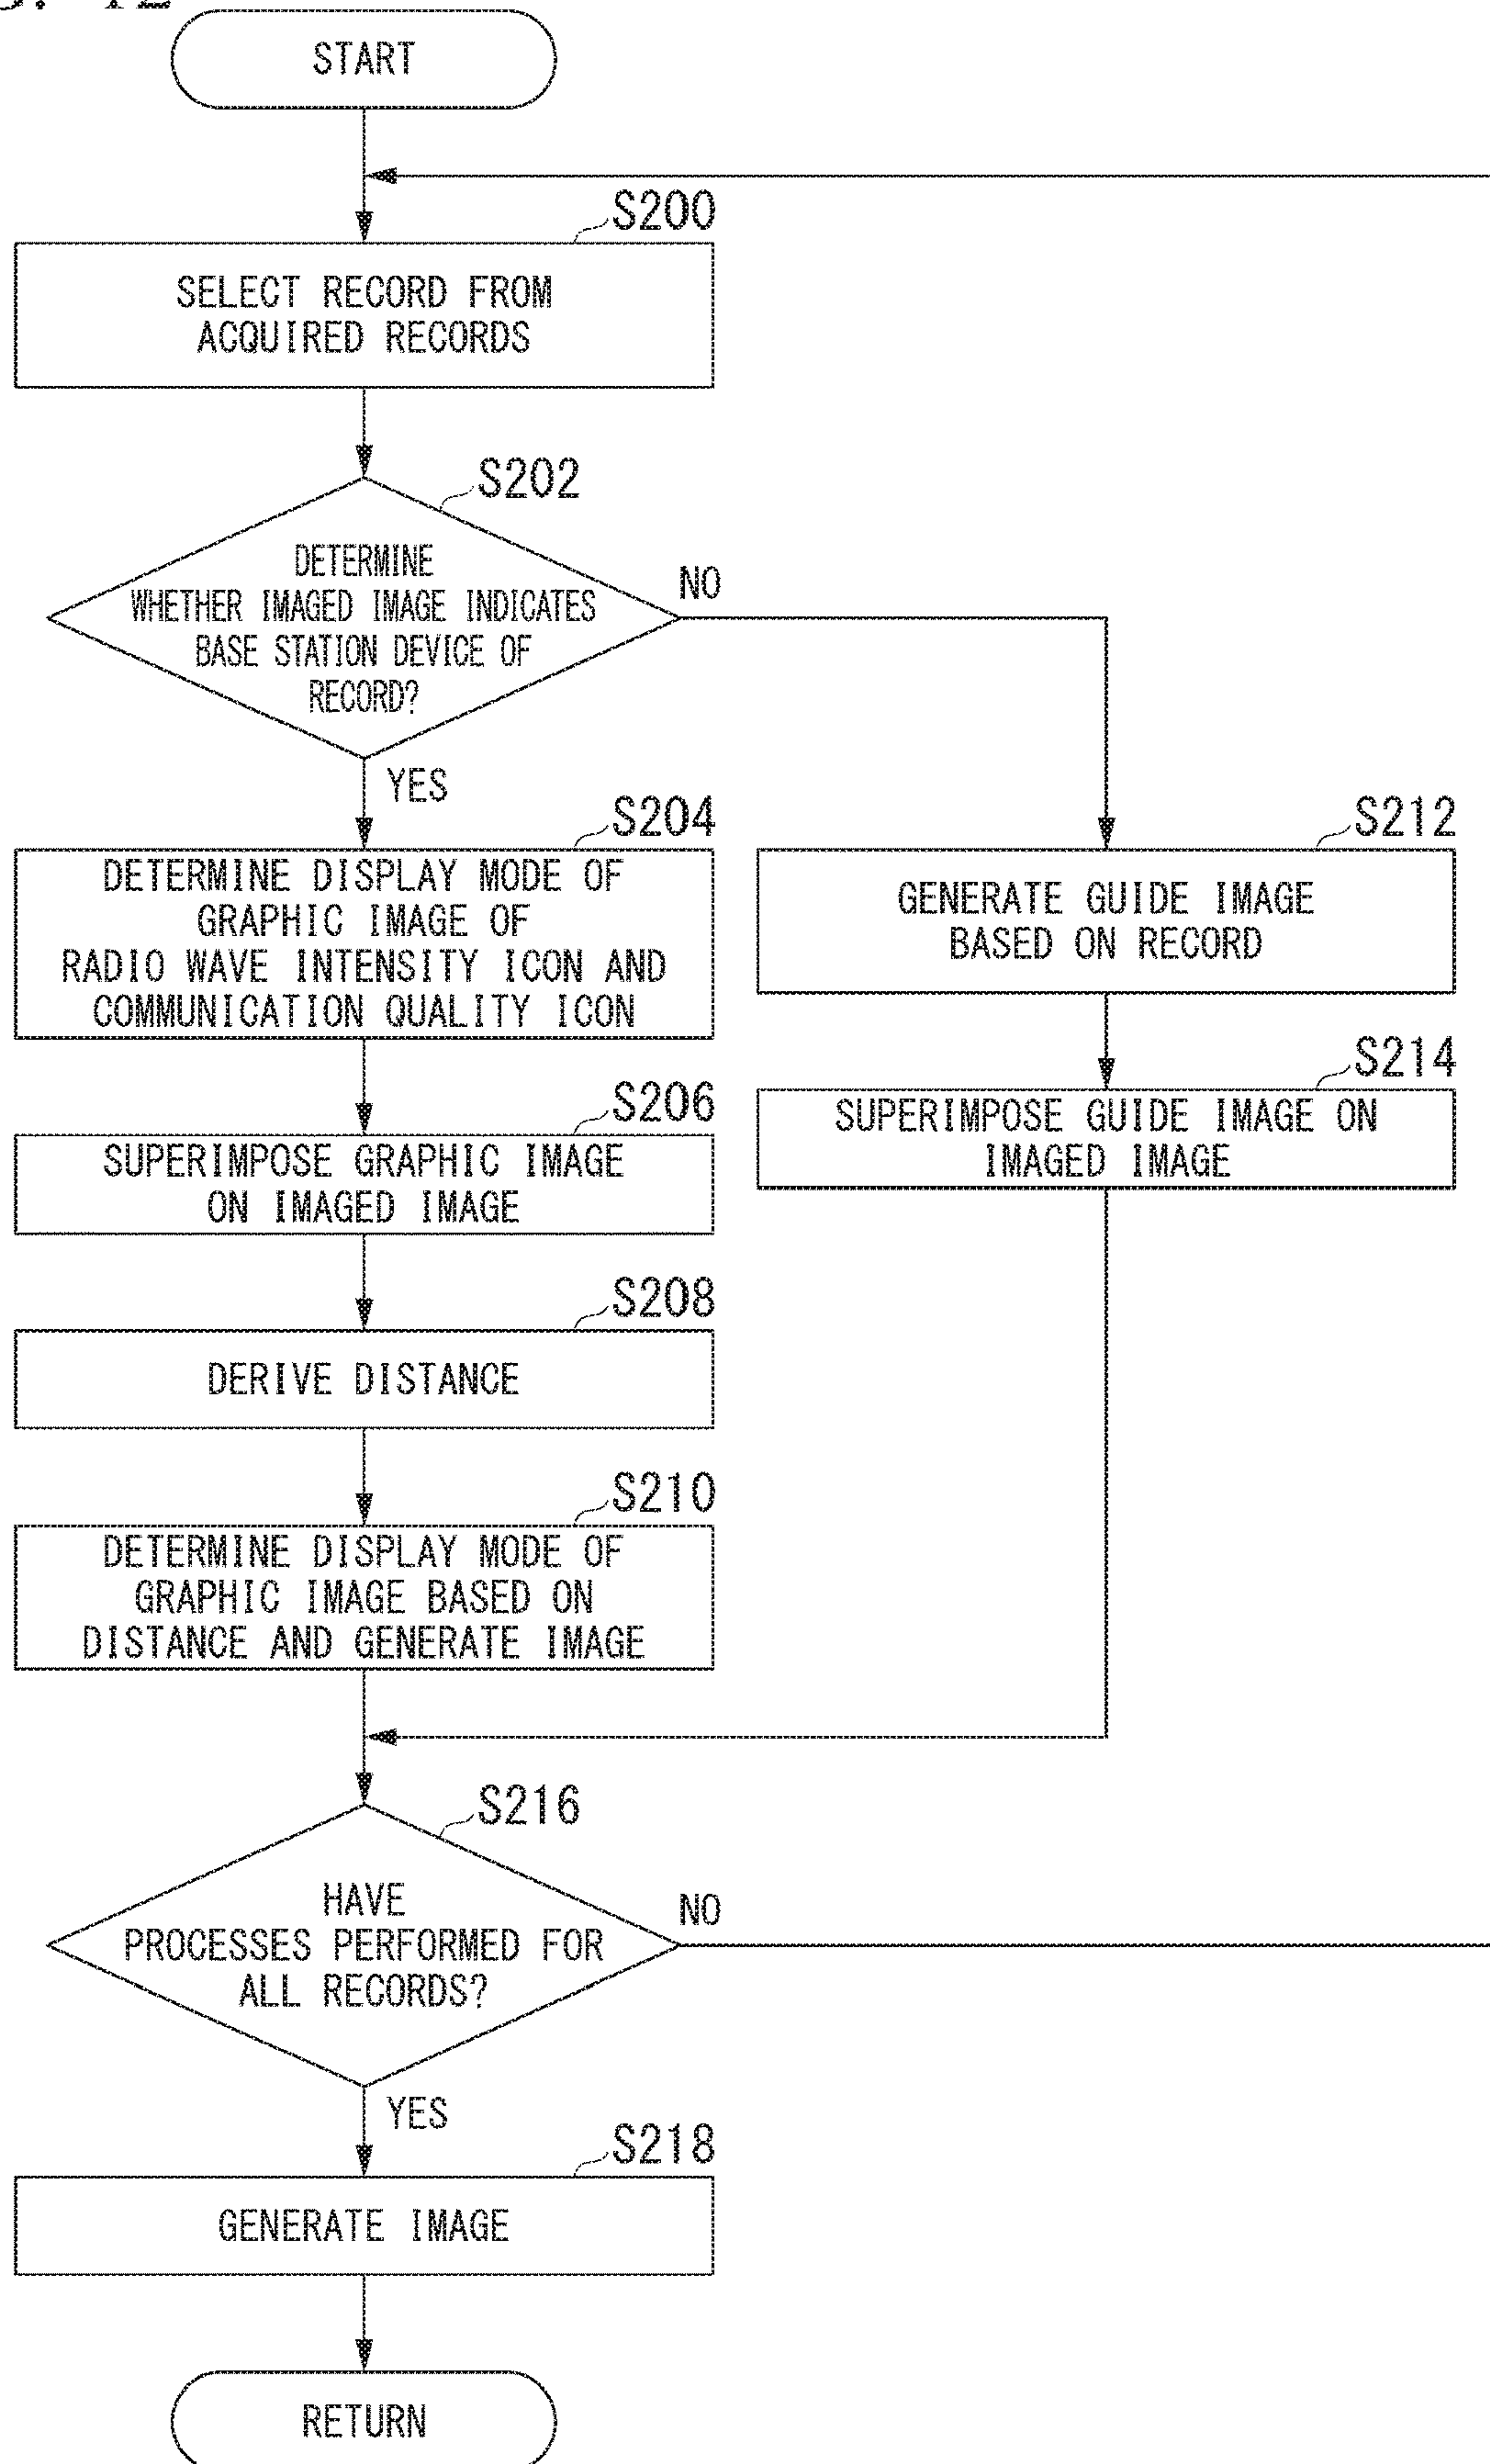 START
S200
SELECT RECORD FROM
ACQUIRED RECORDS
S202
DETERMINE
WHETHER IMAGED IMAGE INDICATES
BASE STATION DEVICE OF
RECORD?
NO
YES
S204
DETERMINE DISPLAY MODE OF
GRAPHIC IMAGE OF
RADIO WAVE INTENSITY ICON AND
COMMUNICATION QUALITY ICON
S212
GENERATE GUIDE IMAGE
BASED ON RECORD
S206
SUPERIMPOSE GRAPHIC IMAGE
ON IMAGED IMAGE
S214
SUPERIMPOSE GUIDE IMAGE ON
IMAGED IMAGE
S208
DERIVE DISTANCE
S210
DETERMINE DISPLAY MODE OF
GRAPHIC IMAGE BASED ON
DISTANCE AND GENERATE IMAGE
S216
HAVE
PROCESSES PERFORMED FOR
ALL RECORDS?
NO
YES
S218
GENERATE IMAGE
RETURN